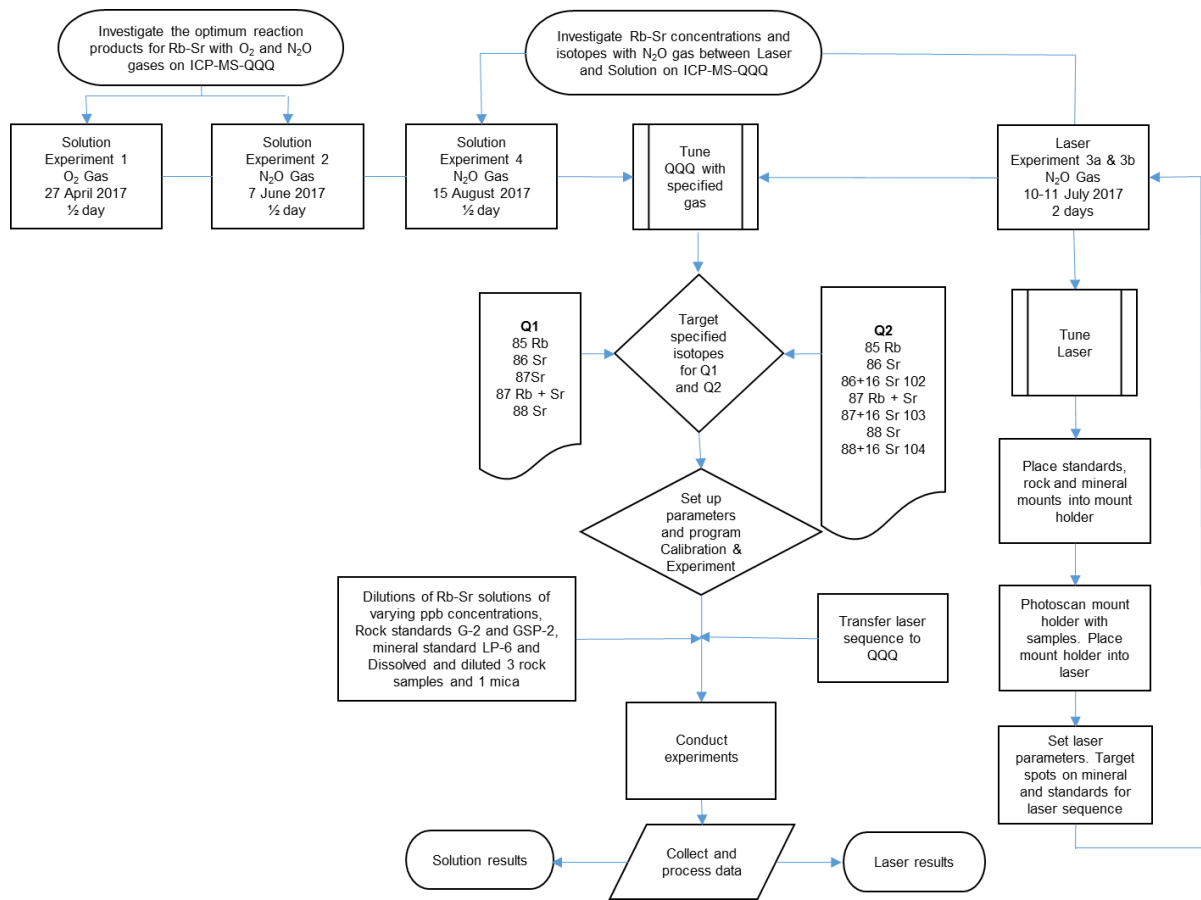 Investigate the optimum reaction
products for Rb-Sr with O₂ and N₂O
gases on ICP-MS-QQQ
Investigate Rb-Sr concentrations and
isotopes with N₂O gas between Laser
and Solution on ICP-MS-QQQ
Solution
Experiment 1
O₂ Gas
27 April 2017
½ day
Solution
Experiment 2
N₂O Gas
7 June 2017
½ day
Solution
Experiment 4
N₂O Gas
15 August 2017
½ day
Tune
QQQ with
specified
gas
Laser
Experiment 3a & 3b
N₂O Gas
10-11 July 2017
2 days
Q1
85 Rb
86 Sr
87Sr
87 Rb + Sr
88 Sr
Target
specified
isotopes
for Q1
and Q2
Q2
85 Rb
86 Sr
86+16 Sr 102
87 Rb + Sr
87+16 Sr 103
88 Sr
88+16 Sr 104
Tune
Laser
Place standards,
rock and mineral
mounts into mount
holder
Set up
parameters
and program
Calibration &
Experiment
Dilutions of Rb-Sr solutions of
varying ppb concentrations,
Rock standards G-2 and GSP-2,
mineral standard LP-6 and
Dissolved and diluted 3 rock
samples and 1 mica
Transfer laser
sequence to
QQQ
Photoscan mount
holder with
samples. Place
mount holder into
laser
Conduct
experiments
Set laser
parameters. Target
spots on mineral
and standards for
laser sequence
Solution results
Collect and
process data
Laser results